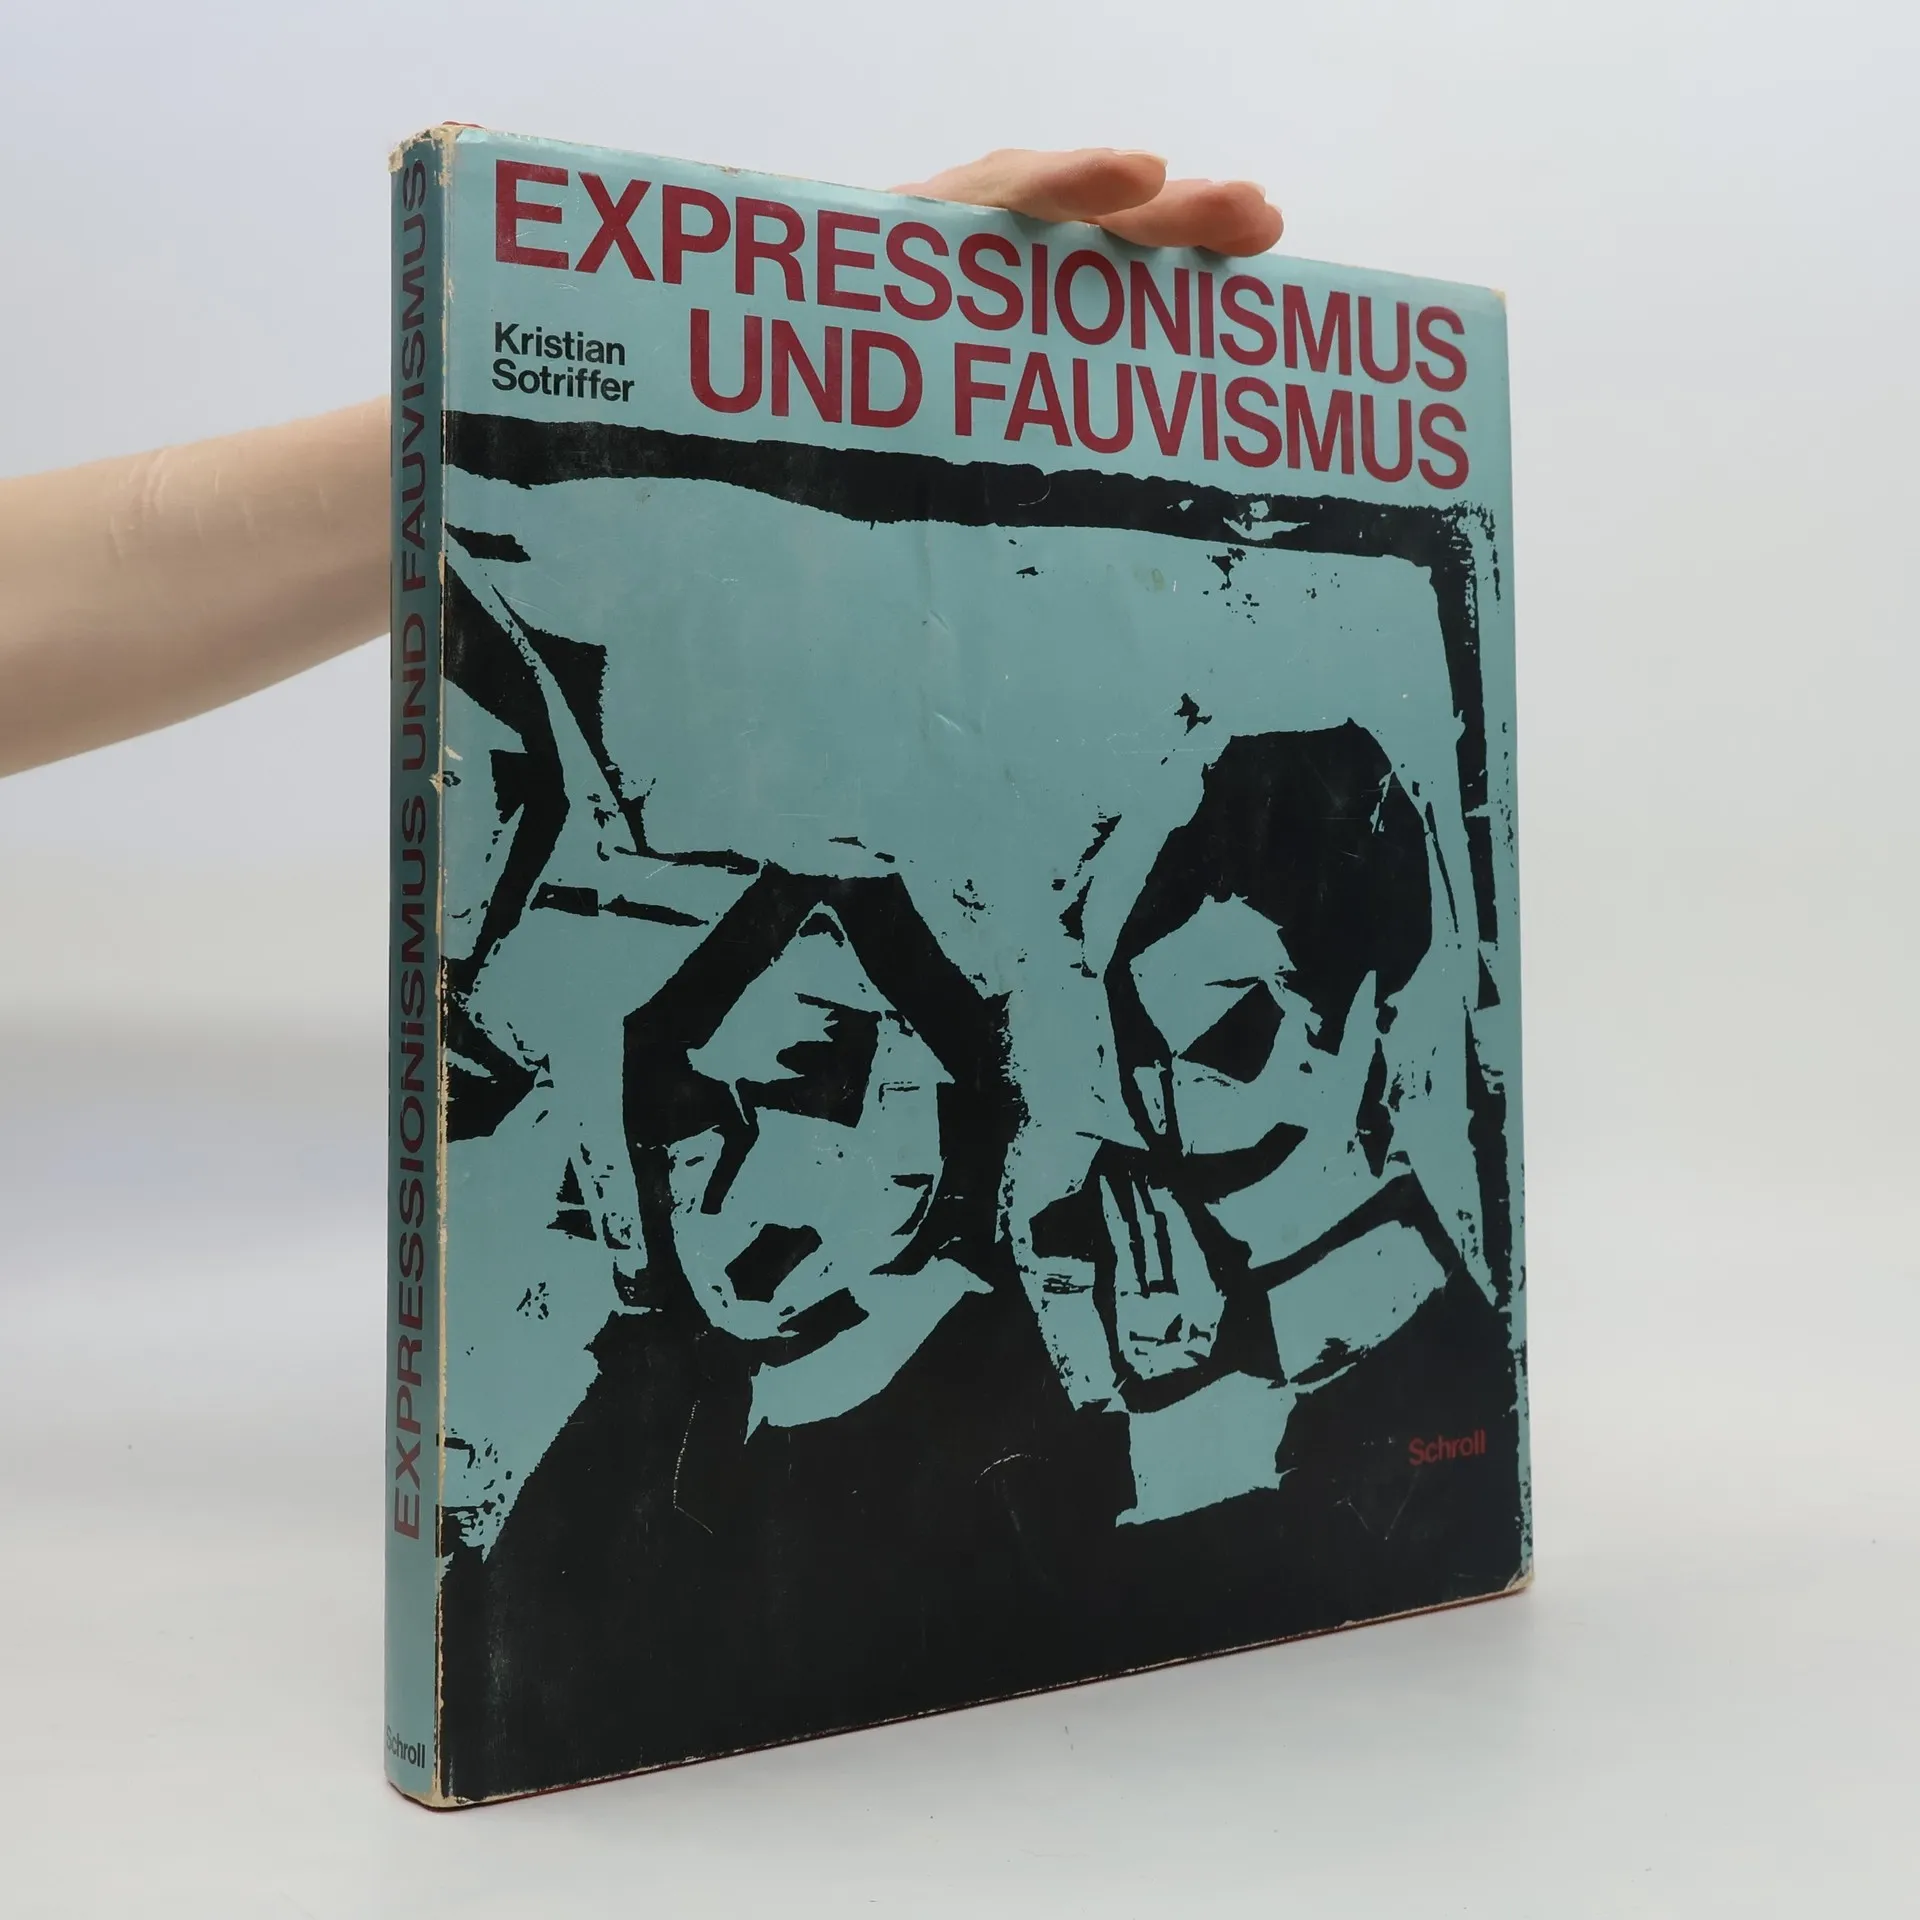 EXPRESSIONISMUS
UND FAUVISMUS
Kristian
Sotriffer
Schroll
EXPRESSIONISMUS UND FAUVISMUS
Schroll